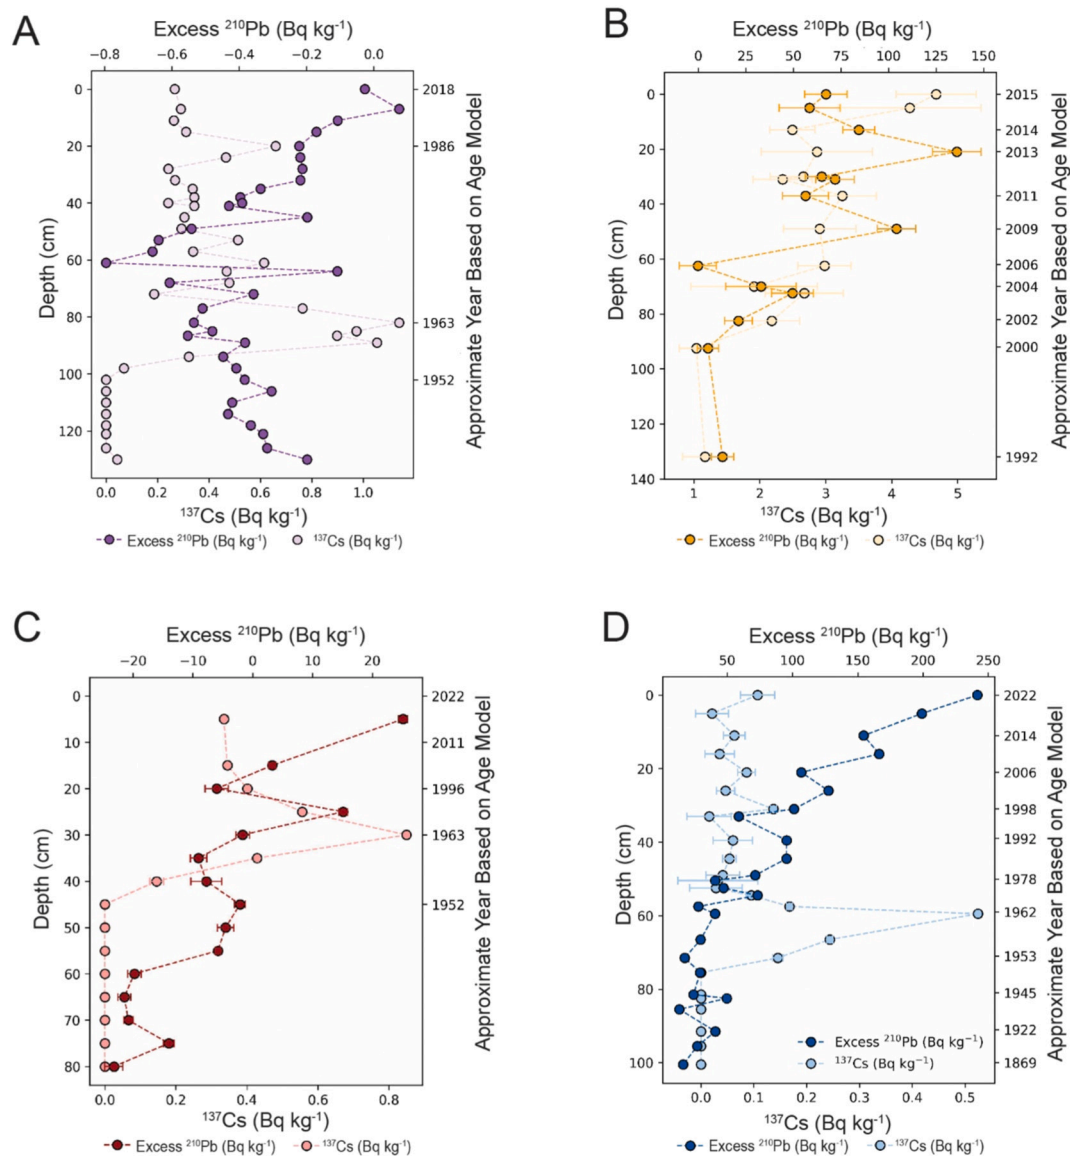 A
Excess ²¹⁰Pb (Bq kg⁻¹)
−0.8 −0.6 −0.4 −0.2 0.0
0
20
40
60
80
100
120
Depth (cm)
2018
1986
1963
1952
Approximate Year Based on Age Model
0.0 0.2 0.4 0.6 0.8 1.0
¹³⁷Cs (Bq kg⁻¹)
Excess ²¹⁰Pb (Bq kg⁻¹) ¹³⁷Cs (Bq kg⁻¹)
B
Excess ²¹⁰Pb (Bq kg⁻¹)
0 25 50 75 100 125 150
0
20
40
60
80
100
120
140
Depth (cm)
2015
2014
2013
2011
2009
2006
2004
2002
2000
1992
Approximate Year Based on Age Model
1 2 3 4 5
¹³⁷Cs (Bq kg⁻¹)
Excess ²¹⁰Pb (Bq kg⁻¹) ¹³⁷Cs (Bq kg⁻¹)
C
Excess ²¹⁰Pb (Bq kg⁻¹)
−20 −10 0 10 20
0
10
20
30
40
50
60
70
80
Depth (cm)
2022
2011
1996
1963
1952
Approximate Year Based on Age Model
0.0 0.2 0.4 0.6 0.8
¹³⁷Cs (Bq kg⁻¹)
Excess ²¹⁰Pb (Bq kg⁻¹) ¹³⁷Cs (Bq kg⁻¹)
D
Excess ²¹⁰Pb (Bq kg⁻¹)
50 100 150 200 250
0
20
40
60
80
100
Depth (cm)
2022
2014
2006
1998
1992
1978
1962
1953
1945
1922
1869
Approximate Year Based on Age Model
Excess ²¹⁰Pb (Bq kg⁻¹)
¹³⁷Cs (Bq kg⁻¹)
0.0 0.1 0.2 0.3 0.4 0.5
¹³⁷Cs (Bq kg⁻¹)
Excess ²¹⁰Pb (Bq kg⁻¹) ¹³⁷Cs (Bq kg⁻¹)